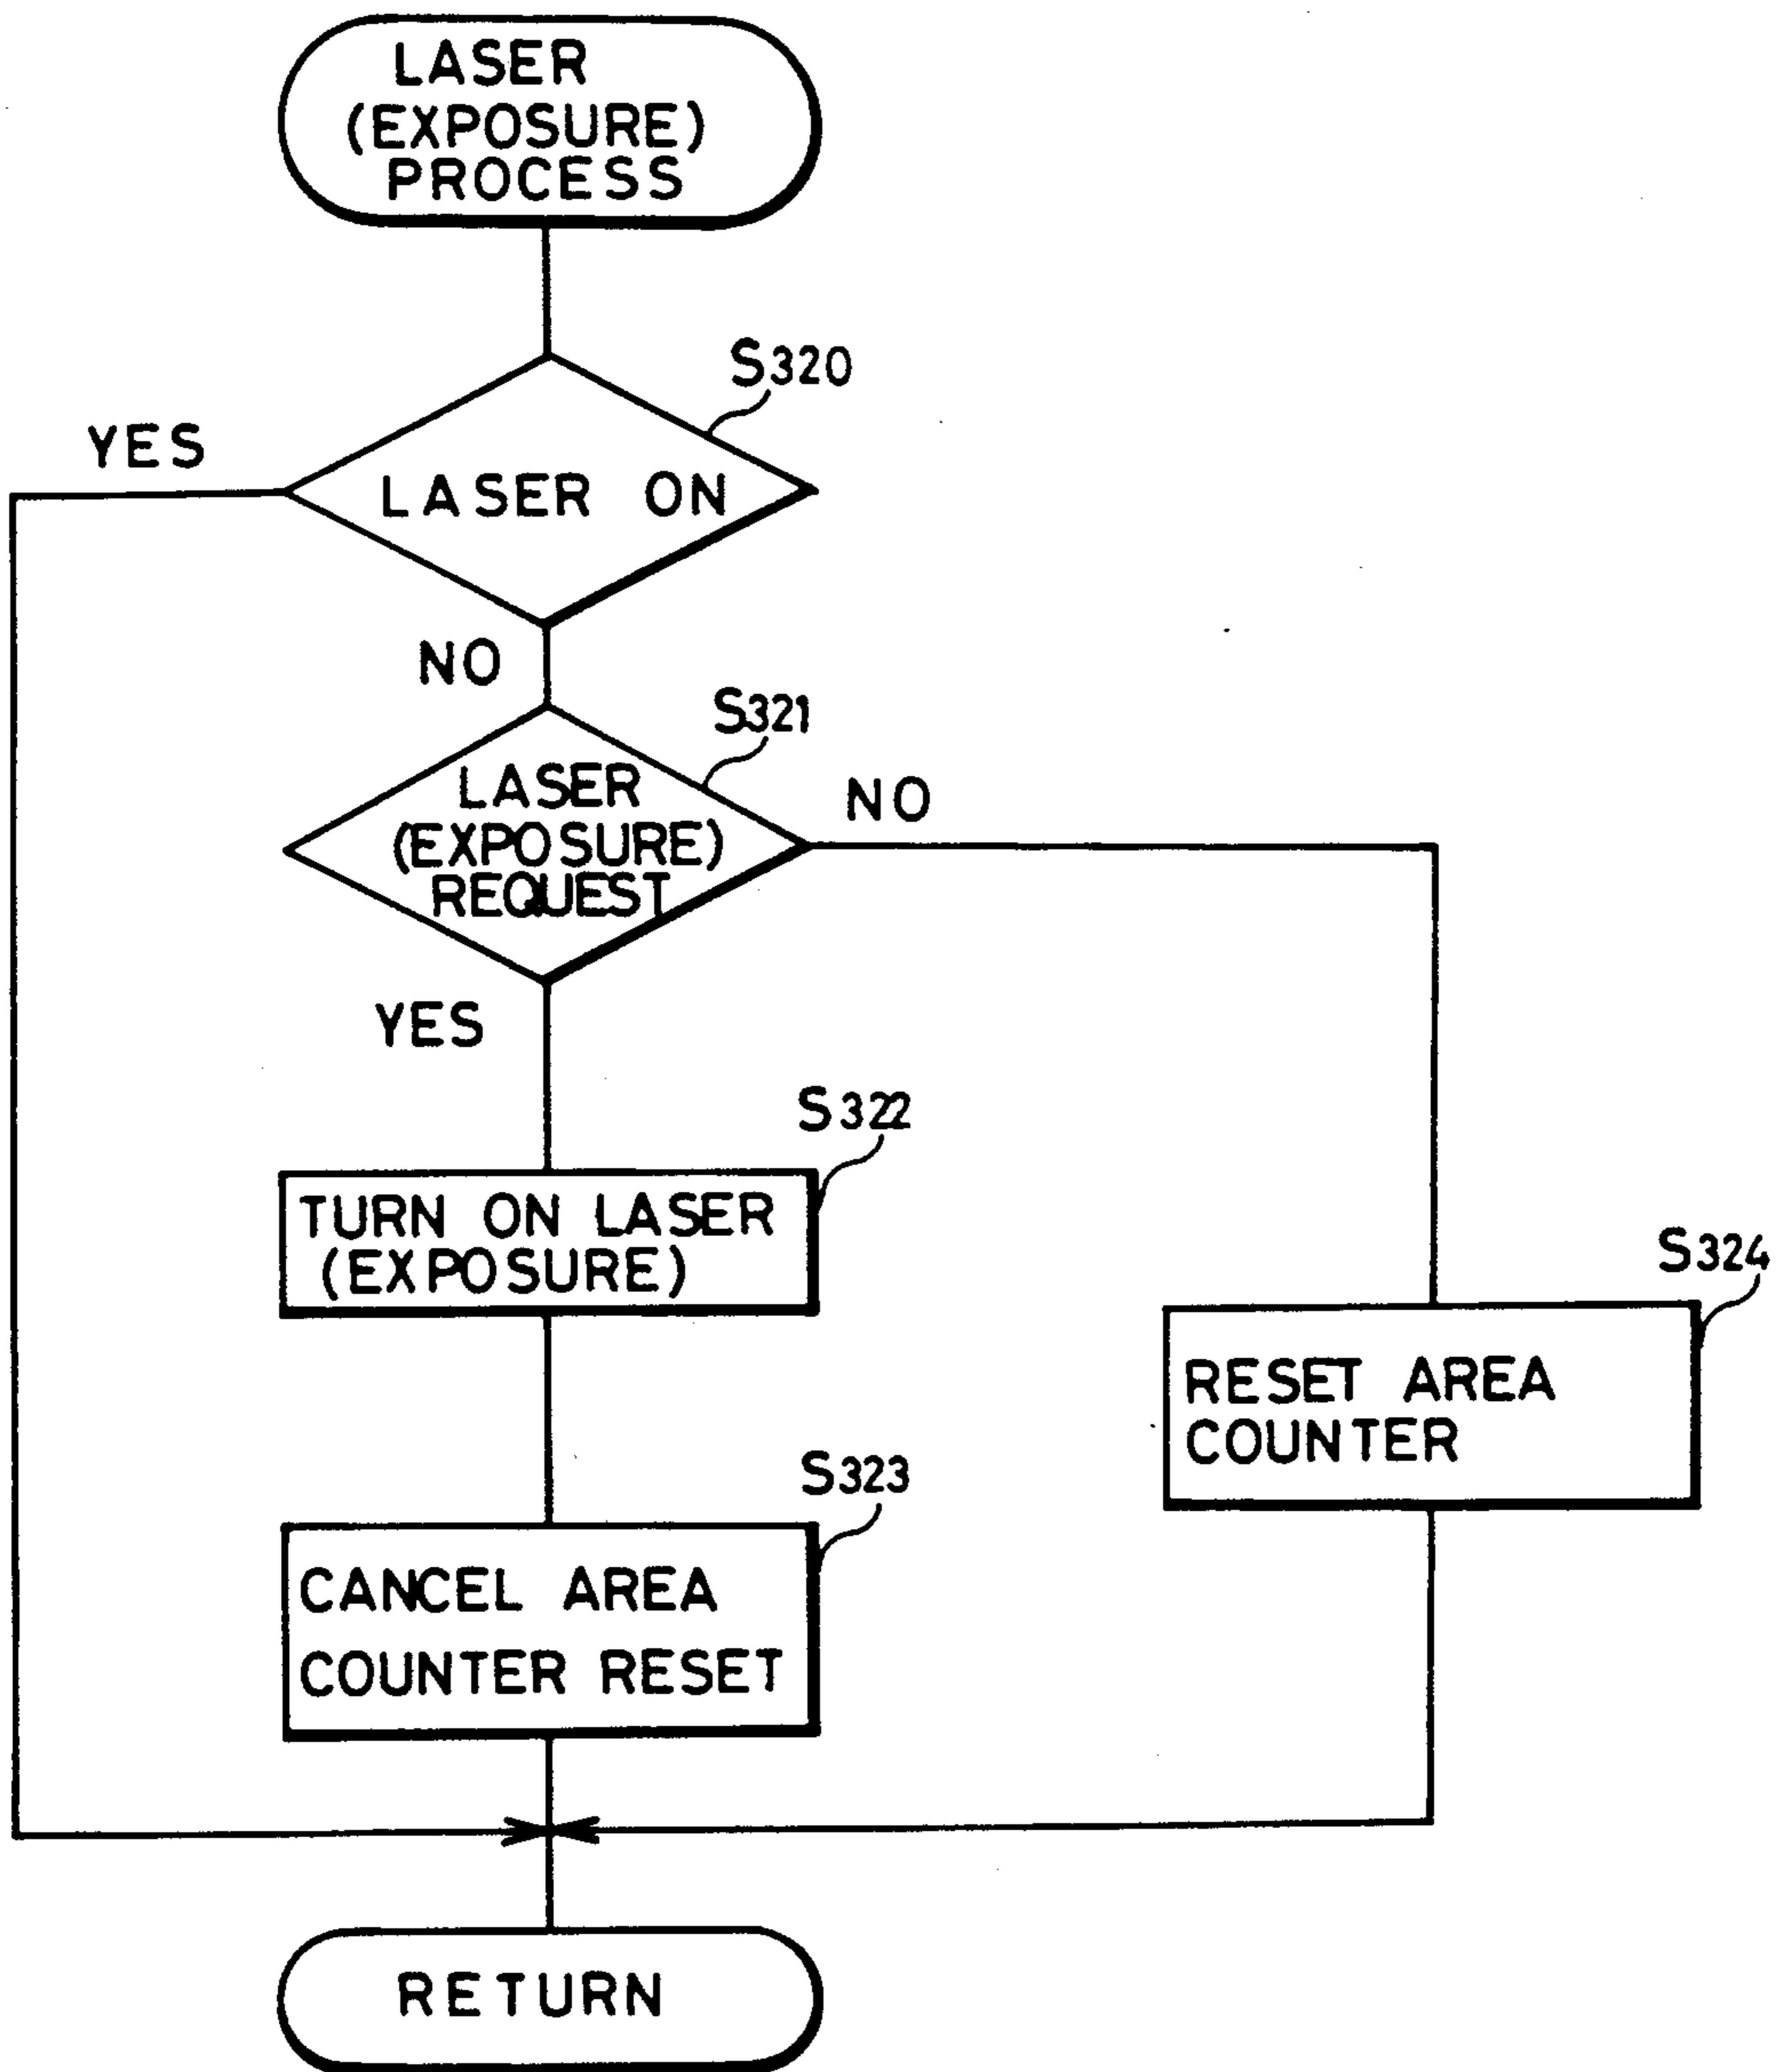 LASER
(EXPOSURE)
PROCESS
S320
YES
LASER ON
NO
S321
LASER
(EXPOSURE)
REQUEST
NO
YES
S322
TURN ON LASER
(EXPOSURE)
S324
RESET AREA
COUNTER
S323
CANCEL AREA
COUNTER RESET
RETURN